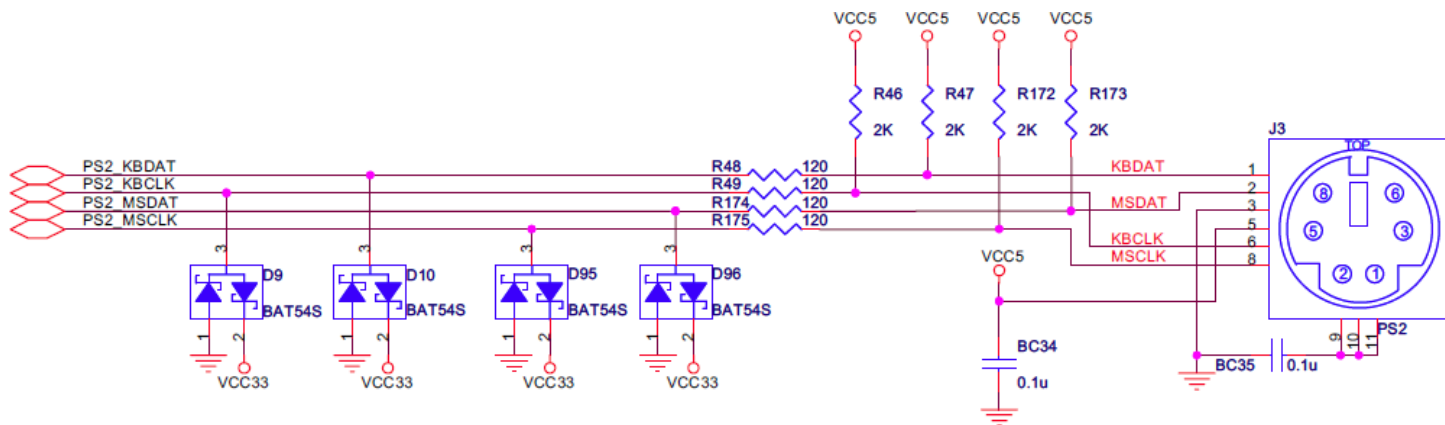 VCC5 VCC5 VCC5 VCC5
R46 R47 R172 R173
2K 2K 2K 2K
J3
TOP
PS2_KBDAT R48 120 KBDAT 1
PS2_KBCLK R49 120 2
PS2_MSDAT R174 120 MSDAT 3
PS2_MSCLK R175 120 5
KBCLK 6
MSCLK 8
8 6
5 3
2 1
3 3 3 3
D9 D10 D95 D96
BAT54S BAT54S BAT54S BAT54S
1 2 1 2 1 2 1 2
VCC33 VCC33 VCC33 VCC33
VCC5
BC34
0.1u
9 10 11 PS2
BC35 0.1u